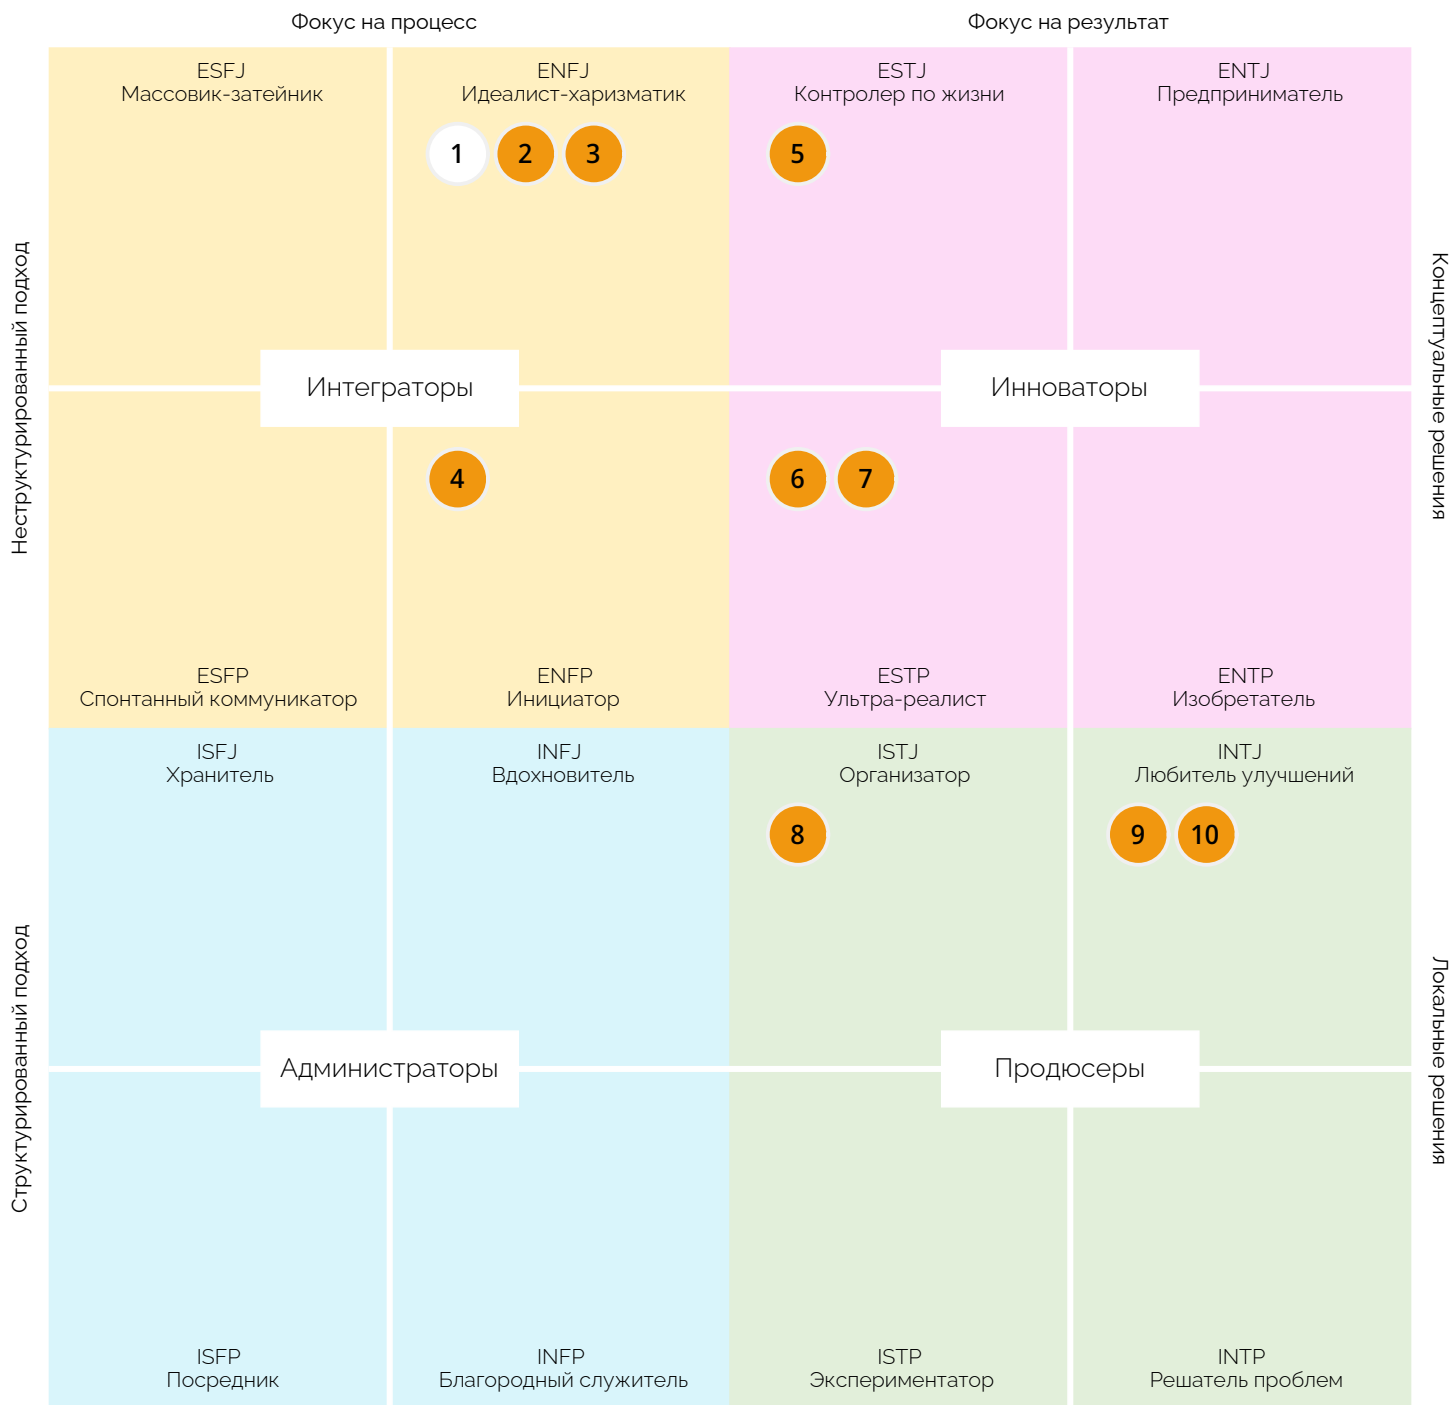 Фокус на процесс
Фокус на результат
ESFJ
Массовик-затейник
ENFJ
Идеалист-харизматик
ESTJ
Контролер по жизни
ENTJ
Предприниматель
1
2
3
5
Неструктурированный подход
Концептуальные решения
Интеграторы
Инноваторы
4
6
7
ESFP
Спонтанный коммуникатор
ENFP
Инициатор
ESTP
Ультра-реалист
ENTP
Изобретатель
ISFJ
Хранитель
INFJ
Вдохновитель
ISTJ
Организатор
INTJ
Любитель улучшений
8
9
10
Структурированный подход
Локальные решения
Администраторы
Продюсеры
ISFP
Посредник
INFP
Благородный служитель
ISTP
Экспериментатор
INTP
Решатель проблем